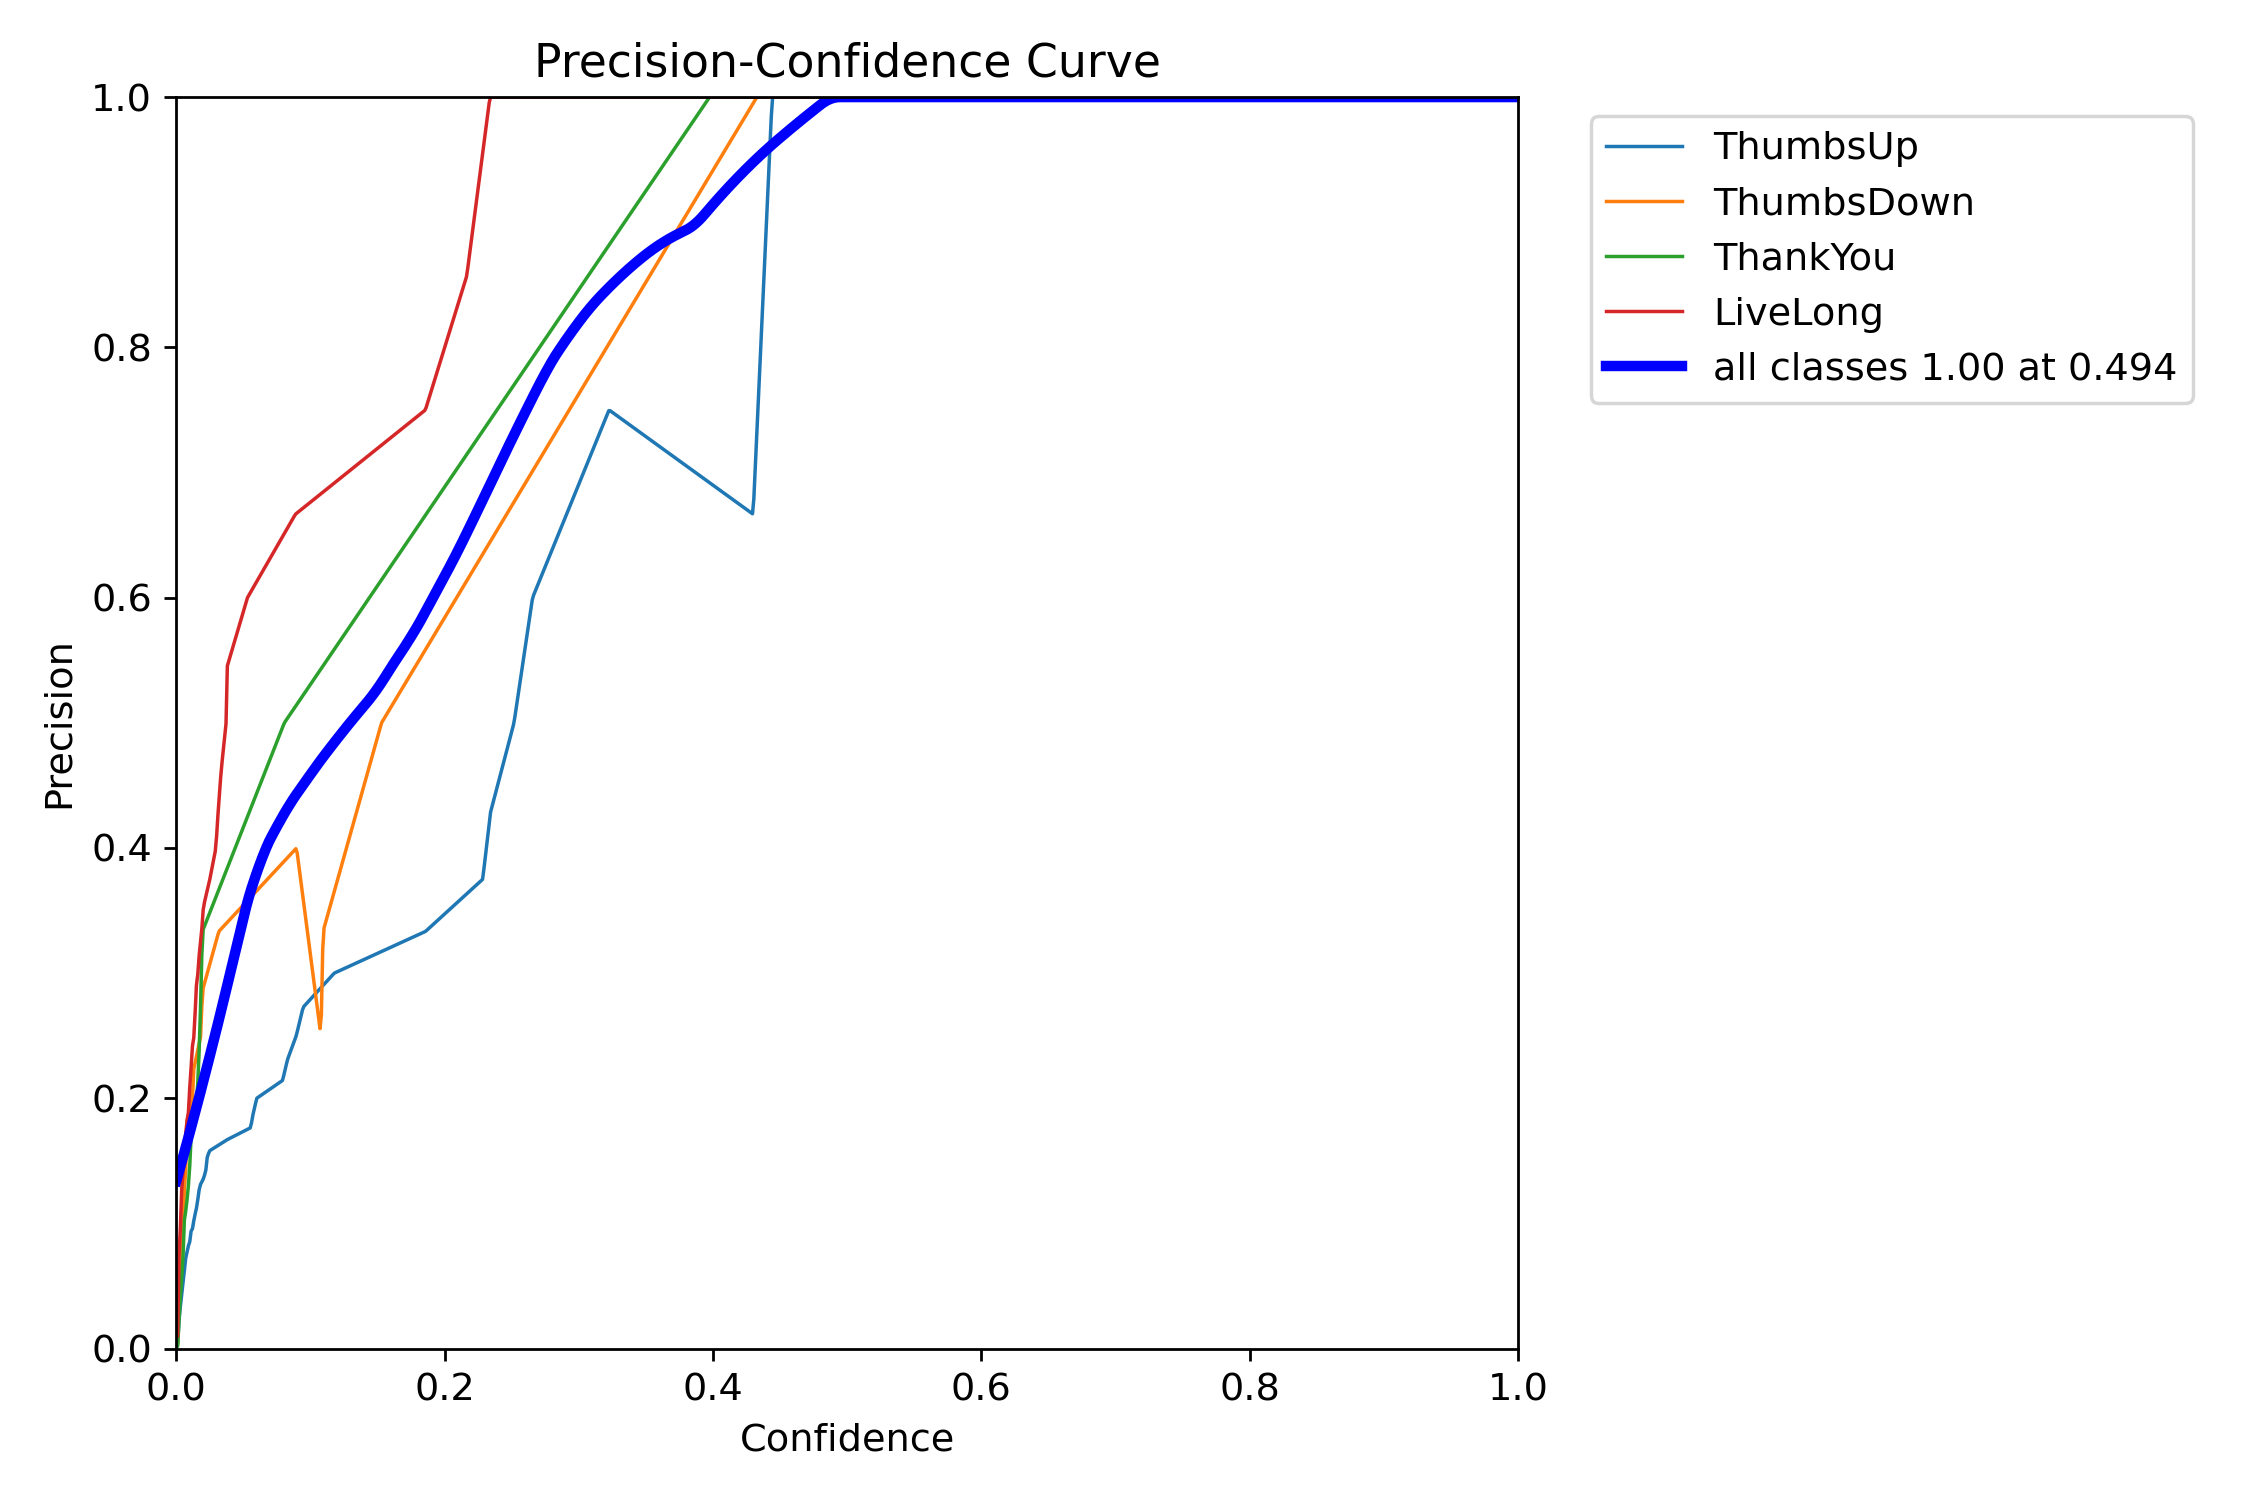 Precision-Confidence Curve
1.0
0.8
0.6
0.4
0.2
0.0
Precision
0.0 0.2 0.4 0.6 0.8 1.0
Confidence
ThumbsUp
ThumbsDown
ThankYou
LiveLong
all classes 1.00 at 0.494